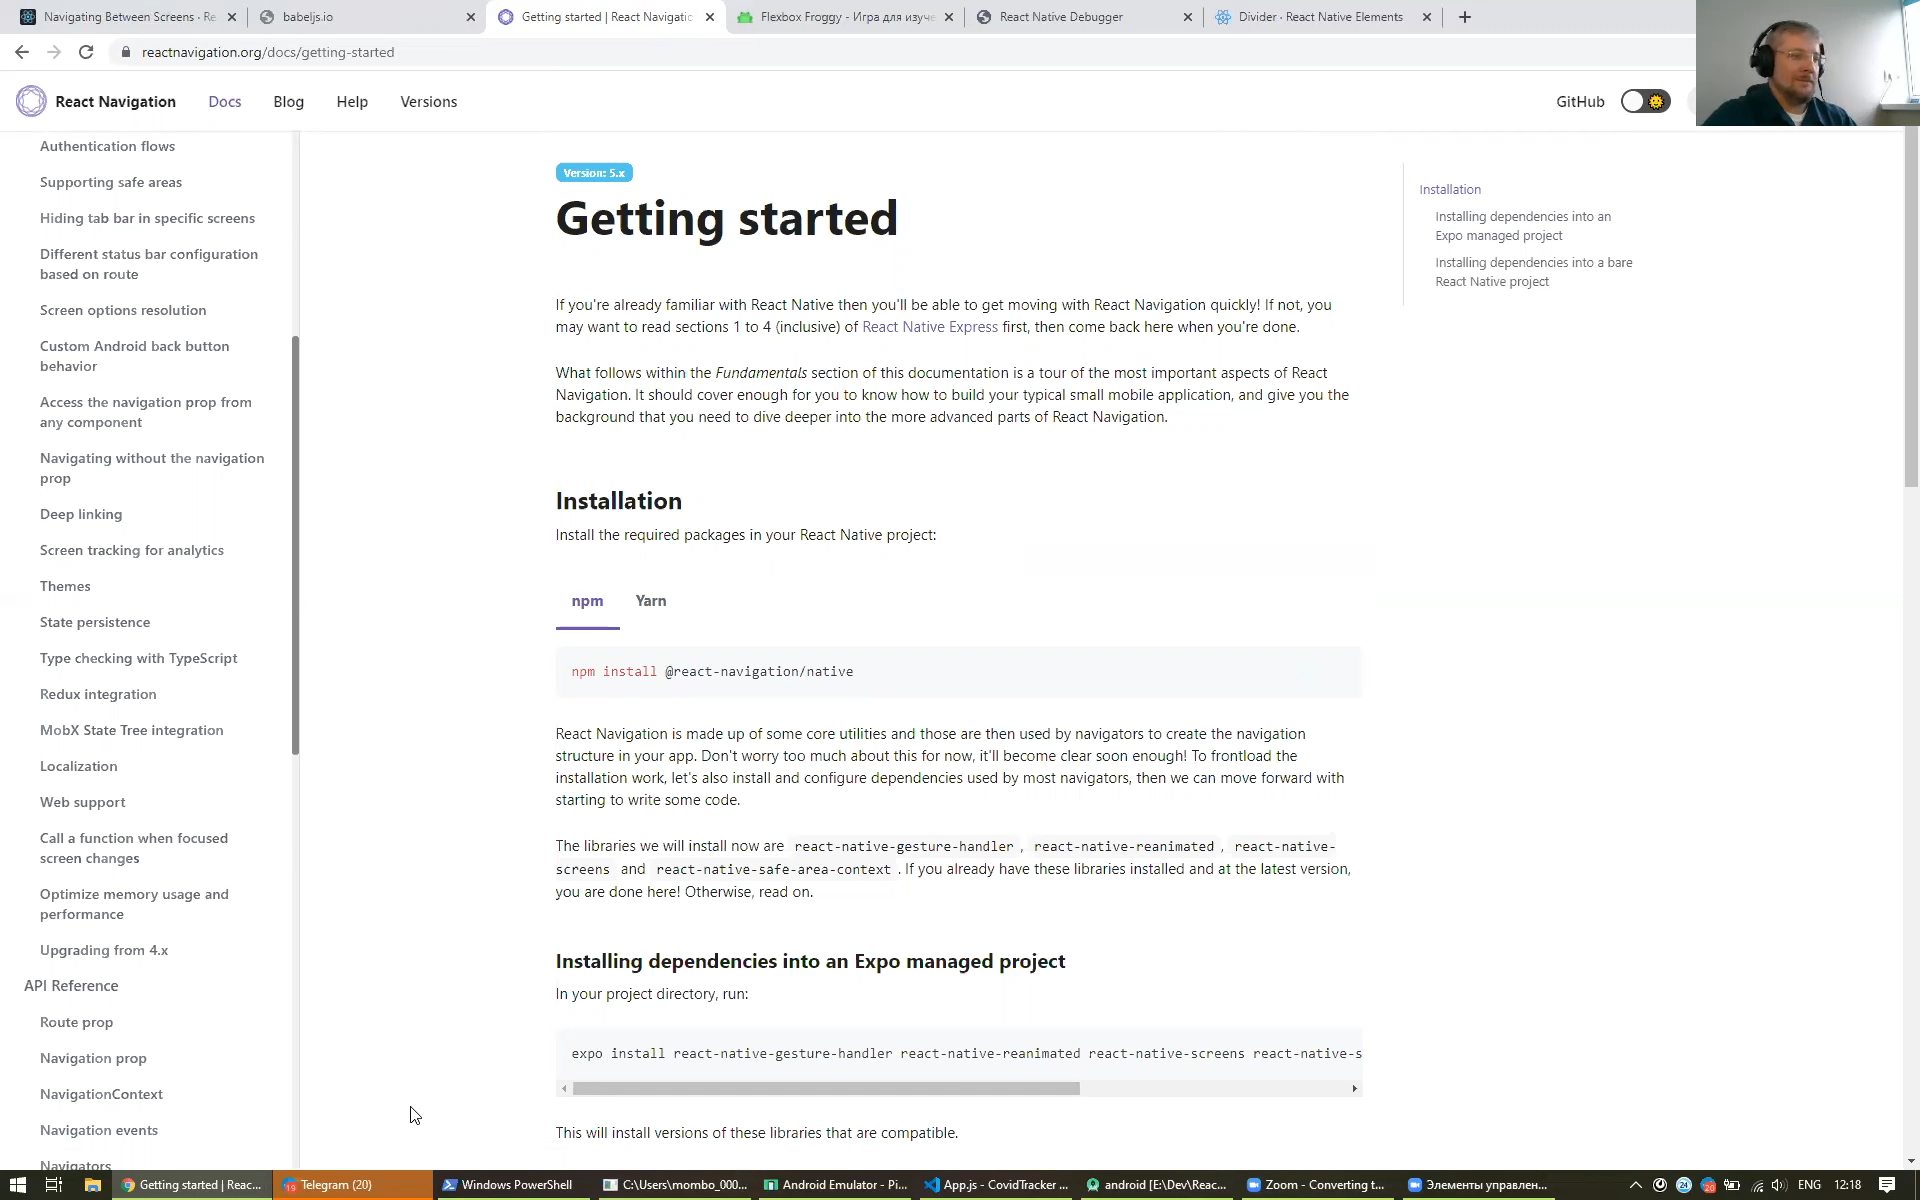 Navigating Between Screens · Re
babeljs.io
Getting started | React Navigatio
Flexbox Froggy - Игра для изуче
React Native Debugger
Divider · React Native Elements
reactnavigation.org/docs/getting-started
React Navigation
Docs
Blog
Help
Versions
GitHub
Authentication flows
Supporting safe areas
Hiding tab bar in specific screens
Different status bar configuration
based on route
Screen options resolution
Custom Android back button
behavior
Access the navigation prop from
any component
Navigating without the navigation
prop
Deep linking
Screen tracking for analytics
Themes
State persistence
Type checking with TypeScript
Redux integration
MobX State Tree integration
Localization
Web support
Call a function when focused
screen changes
Optimize memory usage and
performance
Upgrading from 4.x
API Reference
Route prop
Navigation prop
NavigationContext
Navigation events
Navigators
Version: 5.x
Getting started
If you're already familiar with React Native then you'll be able to get moving with React Navigation quickly! If not, you
may want to read sections 1 to 4 (inclusive) of React Native Express first, then come back here when you're done.
What follows within the Fundamentals section of this documentation is a tour of the most important aspects of React
Navigation. It should cover enough for you to know how to build your typical small mobile application, and give you the
background that you need to dive deeper into the more advanced parts of React Navigation.
Installation
Install the required packages in your React Native project:
npm
Yarn
npm install @react-navigation/native
React Navigation is made up of some core utilities and those are then used by navigators to create the navigation
structure in your app. Don't worry too much about this for now, it'll become clear soon enough! To frontload the
installation work, let's also install and configure dependencies used by most navigators, then we can move forward with
starting to write some code.
The libraries we will install now are react-native-gesture-handler , react-native-reanimated , react-native-
screens and react-native-safe-area-context . If you already have these libraries installed and at the latest version,
you are done here! Otherwise, read on.
Installing dependencies into an Expo managed project
In your project directory, run:
expo install react-native-gesture-handler react-native-reanimated react-native-screens react-native-s
This will install versions of these libraries that are compatible.
Installation
Installing dependencies into an
Expo managed project
Installing dependencies into a bare
React Native project
Getting started | Reac...
19
Telegram (20)
Windows PowerShell
C:\Users\mombo_000...
Android Emulator - Pi...
App.js - CovidTracker ...
android [E:\Dev\Reac...
Zoom - Converting t...
Элементы управлен...
24
20
ENG
12:18